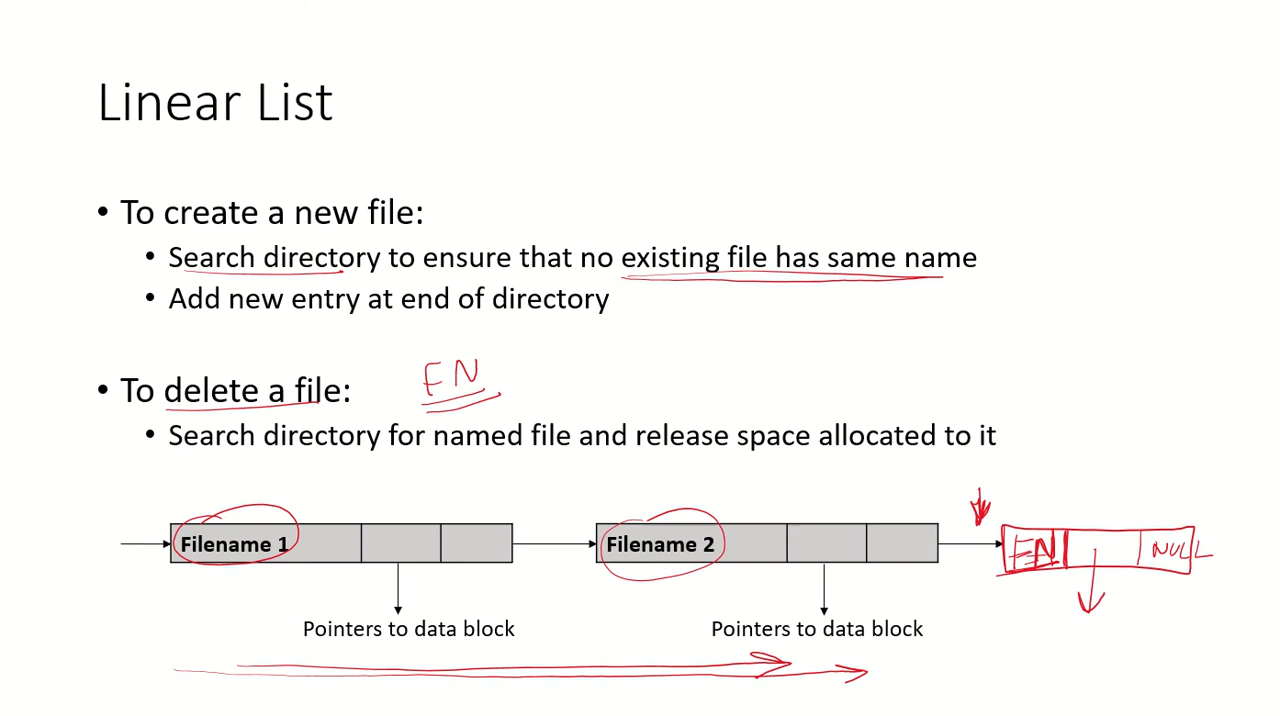 Linear List
• To create a new file:
• Search directory to ensure that no existing file has same name
• Add new entry at end of directory
FN
• To delete a file:
• Search directory for named file and release space allocated to it
Filename 1
Filename 2
FN
NULL
Pointers to data block
Pointers to data block